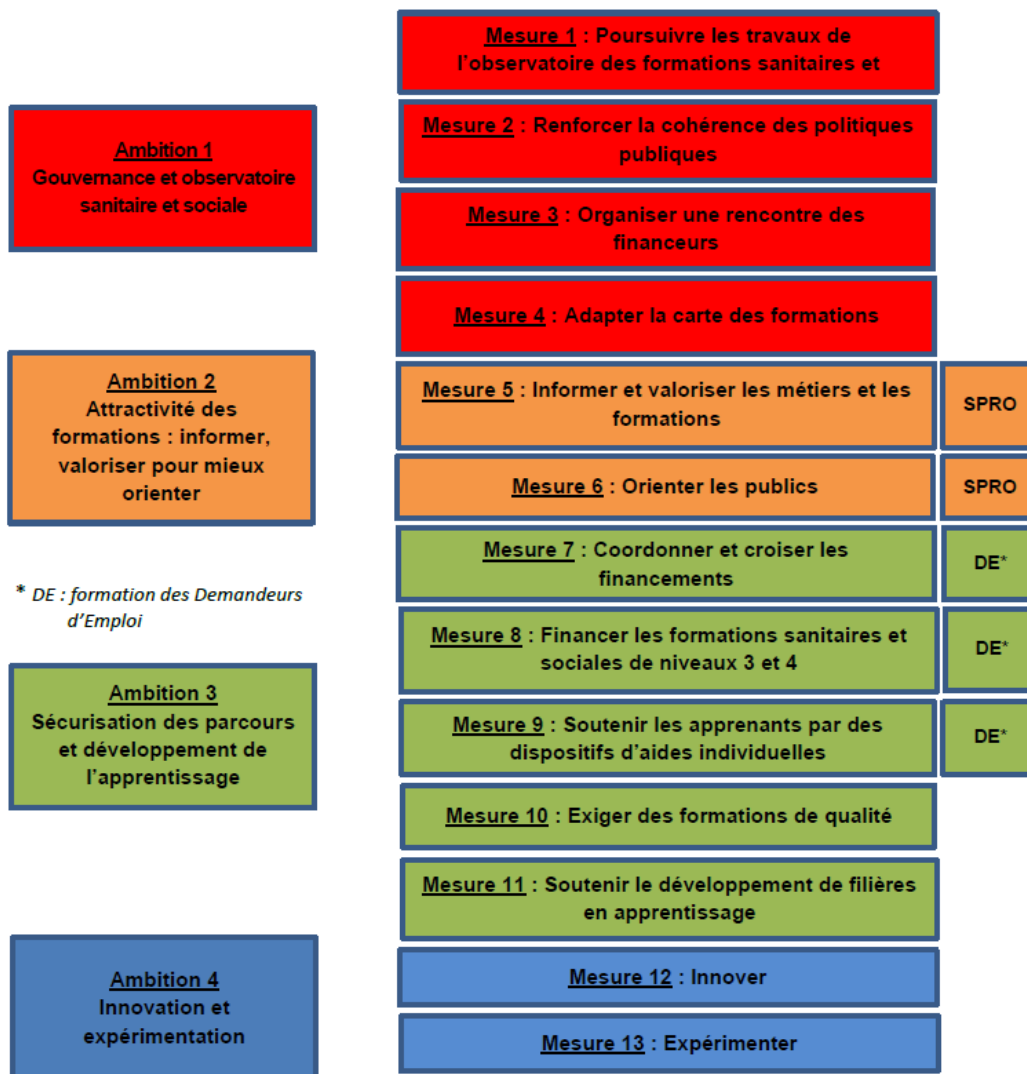 Mesure 1 : Poursuivre les travaux de
l'observatoire des formations sanitaires et
Ambition 1
Gouvernance et observatoire
sanitaire et sociale
Mesure 2 : Renforcer la cohérence des politiques
publiques
Mesure 3 : Organiser une rencontre des
financeurs
Mesure 4 : Adapter la carte des formations
Ambition 2
Attractivité des
formations : informer,
valoriser pour mieux
orienter
Mesure 5 : Informer et valoriser les métiers et les
formations
SPRO
Mesure 6 : Orienter les publics
SPRO
* DE : formation des Demandeurs
d'Emploi
Mesure 7 : Coordonner et croiser les
financements
DE*
Mesure 8 : Financer les formations sanitaires et
sociales de niveaux 3 et 4
DE*
Ambition 3
Sécurisation des parcours
et développement de
l'apprentissage
Mesure 9 : Soutenir les apprenants par des
dispositifs d'aides individuelles
DE*
Mesure 10 : Exiger des formations de qualité
Mesure 11 : Soutenir le développement de filières
en apprentissage
Ambition 4
Innovation et
expérimentation
Mesure 12 : Innover
Mesure 13 : Expérimenter